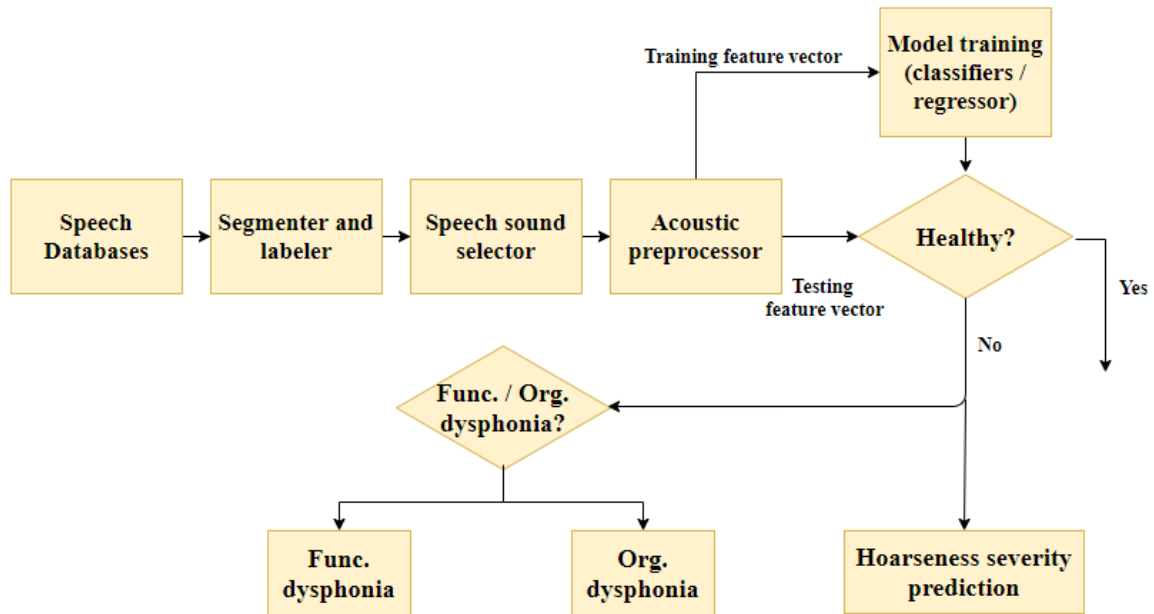 Training feature vector
Model training
(classifiers /
regressor)
Speech
Databases
Segmenter and
labeler
Speech sound
selector
Acoustic
preprocessor
Healthy?
Testing
feature vector
Yes
No
Func. / Org.
dysphonia?
Func.
dysphonia
Org.
dysphonia
Hoarseness severity
prediction